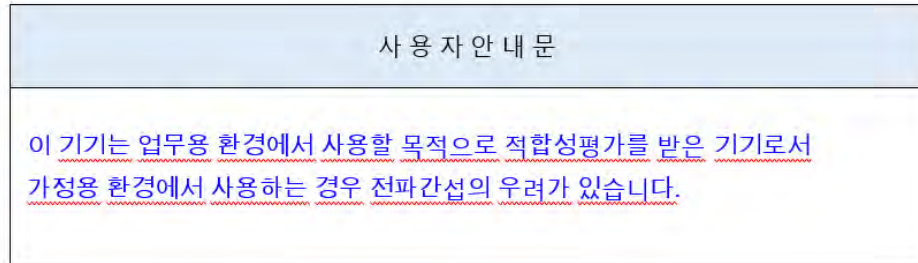 사 용 자 안 내 문
이 기기는 업무용 환경에서 사용할 목적으로 적합성평가를 받은 기기로서
가정용 환경에서 사용하는 경우 전파간섭의 우려가 있습니다.